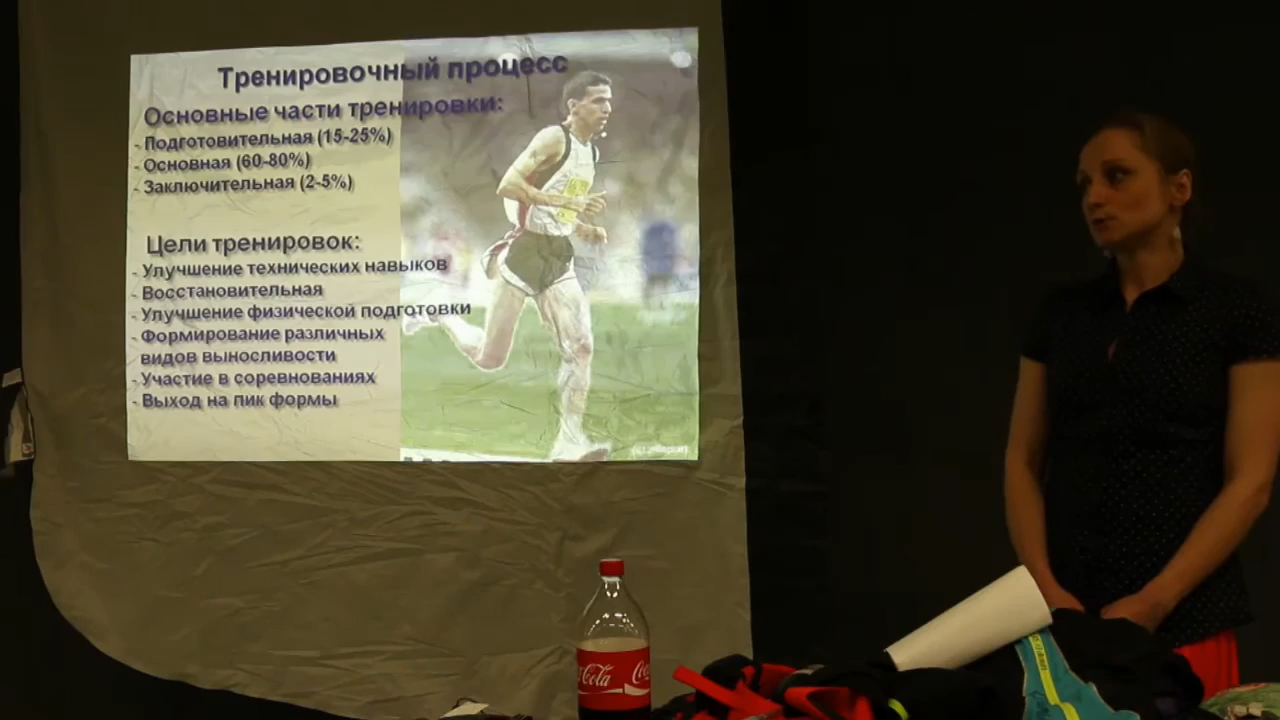 Тренировочный процесс
Основные части тренировки:
- Подготовительная (15-25%)
- Основная (60-80%)
- Заключительная (2-5%)
Цели тренировок:
- Улучшение технических навыков
- Восстановительная
- Улучшение физической подготовки
- Формирование различных
видов выносливости
- Участие в соревнованиях
- Выход на пик формы
Cola